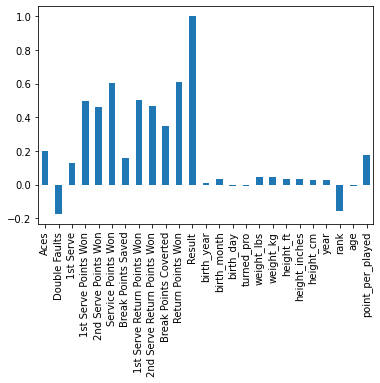 1.0
0.8
0.6
0.4
0.2
0.0
−0.2
Aces
Double Faults
1st Serve
1st Serve Points Won
2nd Serve Points Won
Service Points Won
Break Points Saved
1st Serve Return Points Won
2nd Serve Return Points Won
Break Points Coverted
Return Points Won
Result
birth_year
birth_month
birth_day
turned_pro
weight_lbs
weight_kg
height_ft
height_inches
height_cm
year
rank
age
point_per_played